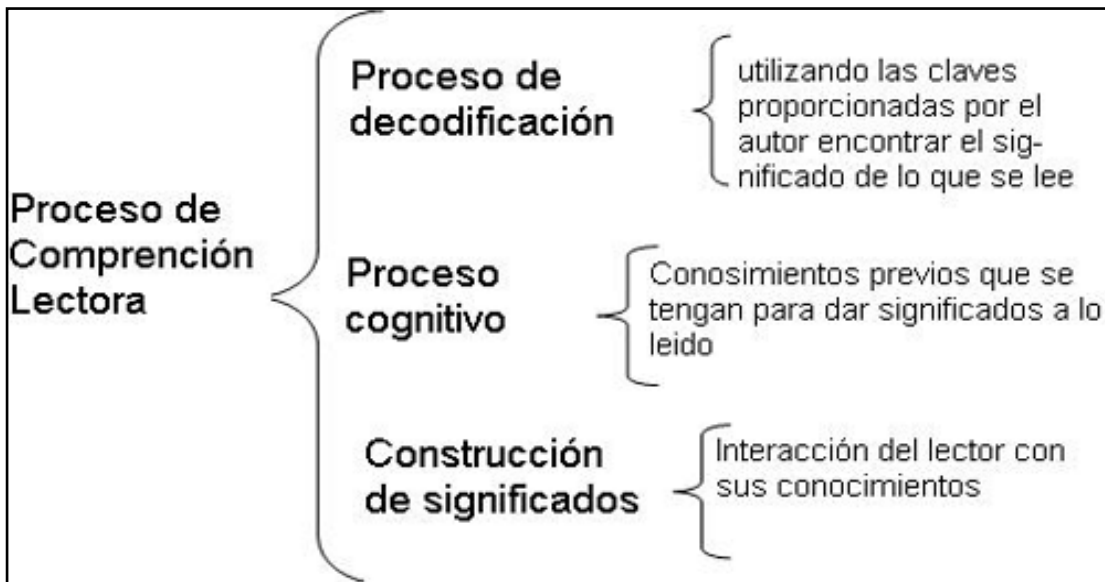 Proceso de
Comprención
Lectora
Proceso de
decodificación
utilizando las claves
proporcionadas por el
autor encontrar el sig-
nificado de lo que se lee
Proceso
cognitivo
Conosimientos previos que se
tengan para dar significados a lo
leido
Construcción
de significados
Interacción del lector con
sus conocimientos